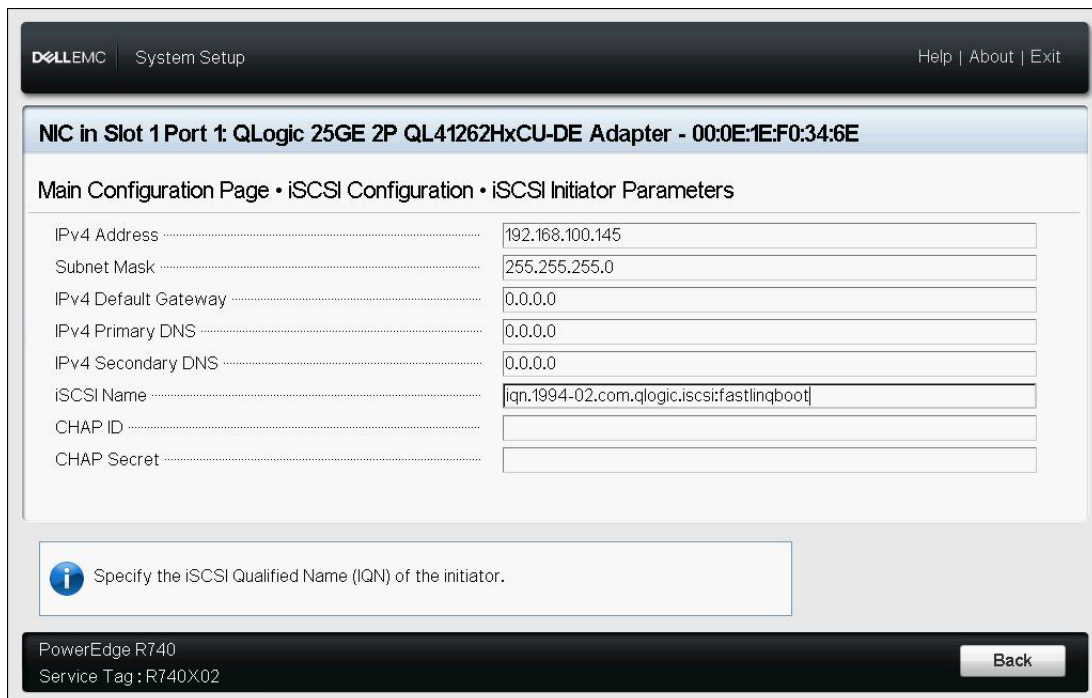 DELLEMC System Setup Help | About | Exit
NIC in Slot 1 Port 1: QLogic 25GE 2P QL41262HxCU-DE Adapter - 00:0E:1E:F0:34:6E
Main Configuration Page • iSCSI Configuration • iSCSI Initiator Parameters
IPv4 Address 192.168.100.145
Subnet Mask 255.255.255.0
IPv4 Default Gateway 0.0.0.0
IPv4 Primary DNS 0.0.0.0
IPv4 Secondary DNS 0.0.0.0
iSCSI Name iqn.1994-02.com.qlogic.iscsi:fastlinqboot
CHAP ID
CHAP Secret
Specify the iSCSI Qualified Name (IQN) of the initiator.
PowerEdge R740
Service Tag : R740X02
Back